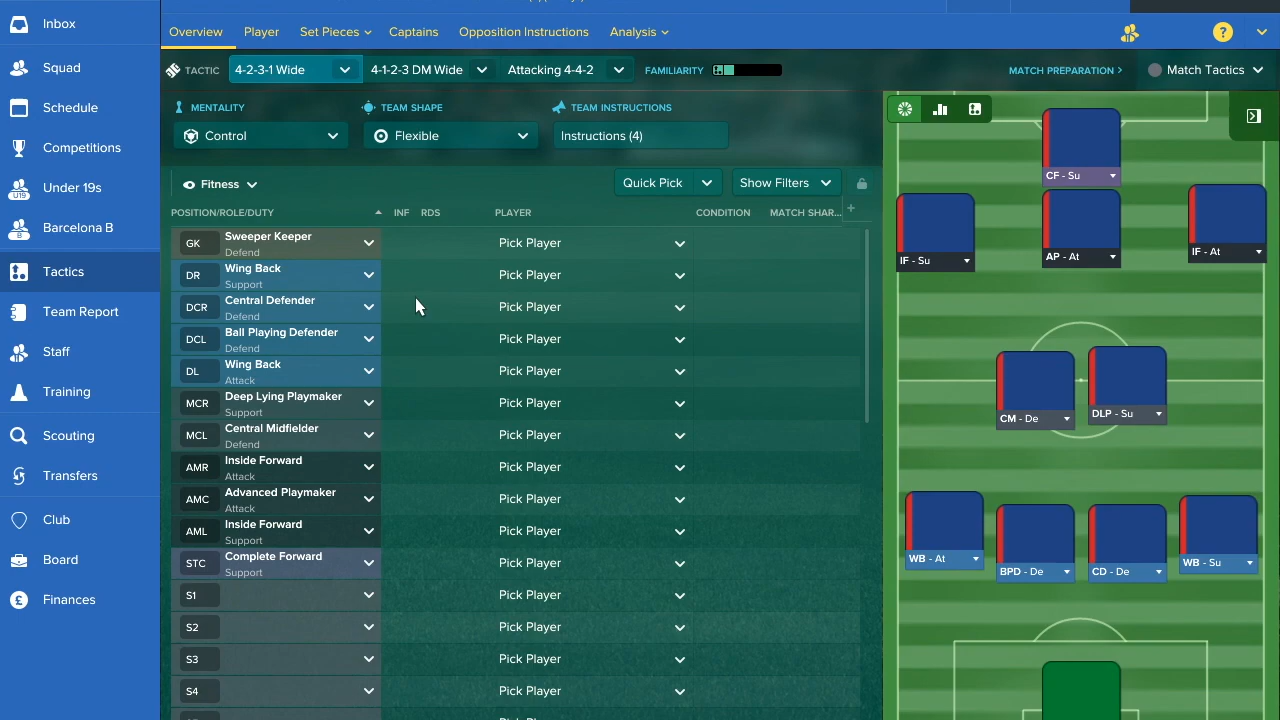 Inbox
Squad
Schedule
Competitions
U19
Under 19s
Barcelona B
Tactics
Team Report
Staff
Training
Scouting
Transfers
Club
Board
£ Finances
Overview Player Set Pieces Captains Opposition Instructions Analysis ?
TACTIC 4-2-3-1 Wide 4-1-2-3 DM Wide Attacking 4-4-2 FAMILIARITY MATCH PREPARATION > Match Tactics
MENTALITY TEAM SHAPE TEAM INSTRUCTIONS
Control Flexible Instructions (4)
Fitness Quick Pick Show Filters
POSITION/ROLE/DUTY INF RDS PLAYER CONDITION MATCH SHAR... +
GK Sweeper Keeper Pick Player
Defend
DR Wing Back Pick Player
Support
DCR Central Defender Pick Player
Defend
DCL Ball Playing Defender Pick Player
Defend
DL Wing Back Pick Player
Attack
MCR Deep Lying Playmaker Pick Player
Support
MCL Central Midfielder Pick Player
Defend
AMR Inside Forward Pick Player
Attack
AMC Advanced Playmaker Pick Player
Attack
AML Inside Forward Pick Player
Support
STC Complete Forward Pick Player
Support
S1 Pick Player
S2 Pick Player
S3 Pick Player
S4 Pick Player
CF - Su
IF - Su AP - At IF - At
CM - De DLP - Su
WB - At BPD - De CD - De WB - Su